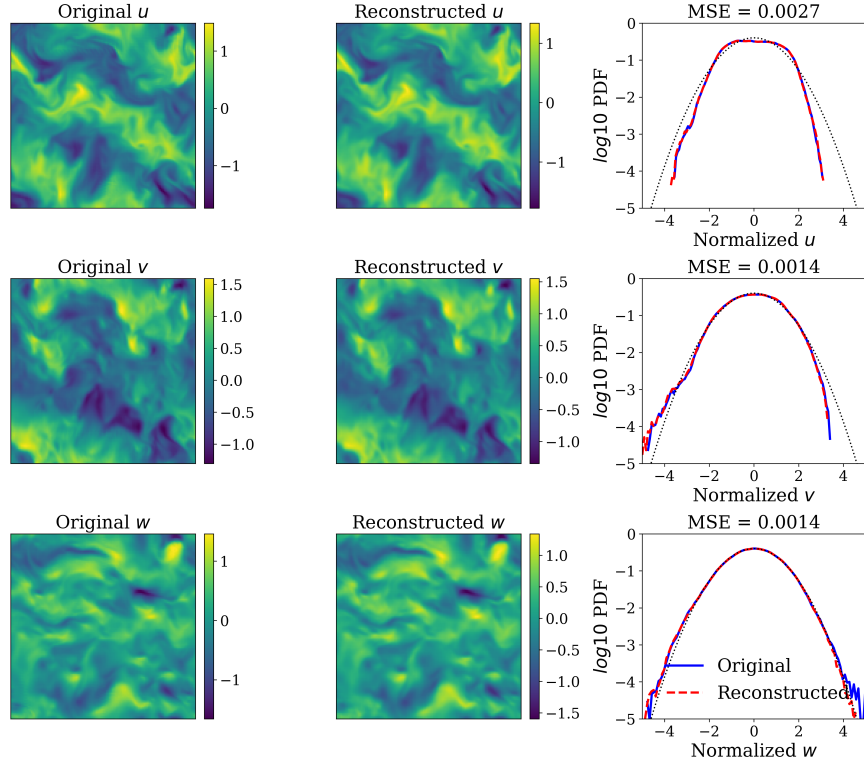 Original u
1
0
−1
Reconstructed u
1
0
−1
MSE = 0.0027
log10 PDF
0
−1
−2
−3
−4
−5
−4 −2 0 2 4
Normalized u
Original v
1.5
1.0
0.5
0.0
−0.5
−1.0
Reconstructed v
1.5
1.0
0.5
0.0
−0.5
−1.0
MSE = 0.0014
log10 PDF
0
−1
−2
−3
−4
−5
−4 −2 0 2 4
Normalized v
Original w
1
0
−1
Reconstructed w
1.0
0.5
0.0
−0.5
−1.0
−1.5
MSE = 0.0014
log10 PDF
0
−1
−2
−3
−4
−5
Original
Reconstructed
−4 −2 0 2 4
Normalized w